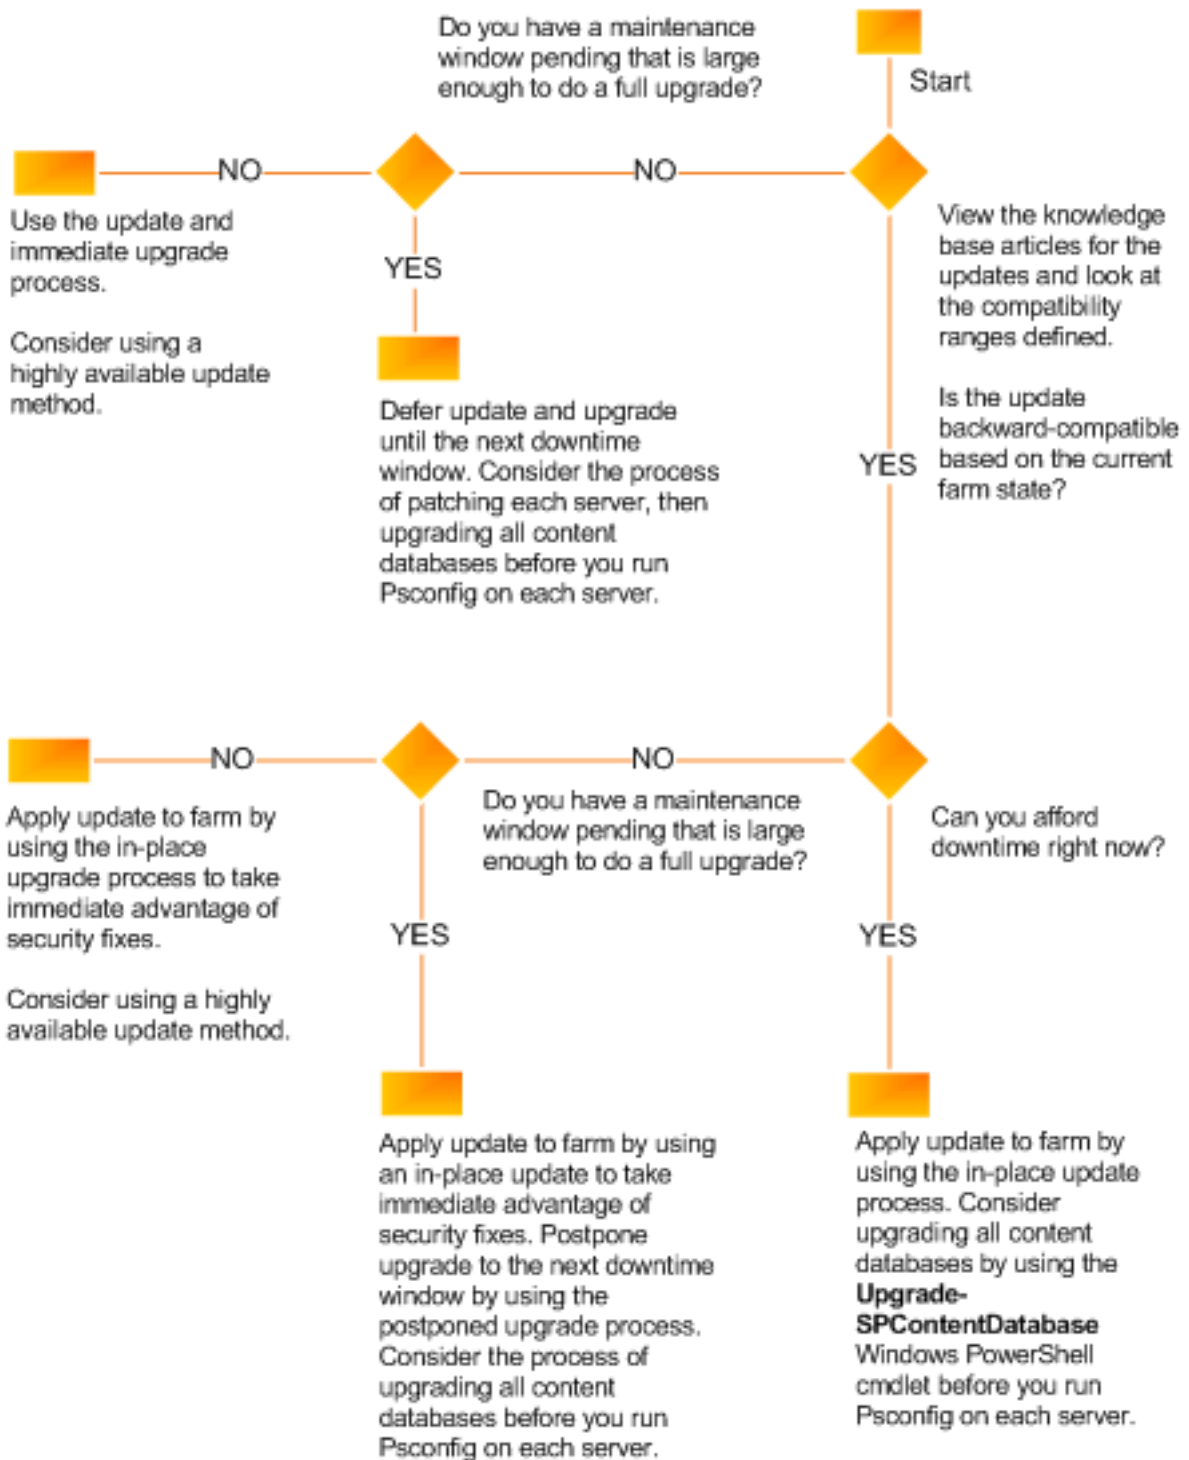 Do you have a maintenance
window pending that is large
enough to do a full upgrade?
Start
NO
NO
Use the update and
immediate upgrade
process.
Consider using a
highly available update
method.
YES
Defer update and upgrade
until the next downtime
window. Consider the process
of patching each server, then
upgrading all content
databases before you run
Psconfig on each server.
View the knowledge
base articles for the
updates and look at
the compatibility
ranges defined.
Is the update
backward-compatible
based on the current
farm state?
YES
NO
NO
Apply update to farm by
using the in-place
upgrade process to take
immediate advantage of
security fixes.
Consider using a highly
available update method.
Do you have a maintenance
window pending that is large
enough to do a full upgrade?
Can you afford
downtime right now?
YES
YES
Apply update to farm by using
an in-place update to take
immediate advantage of
security fixes. Postpone
upgrade to the next downtime
window by using the
postponed upgrade process.
Consider the process of
upgrading all content
databases before you run
Psconfig on each server.
Apply update to farm by
using the in-place update
process. Consider
upgrading all content
databases by using the
Upgrade-
SPContentDatabase
Windows PowerShell
cmdlet before you run
Psconfig on each server.